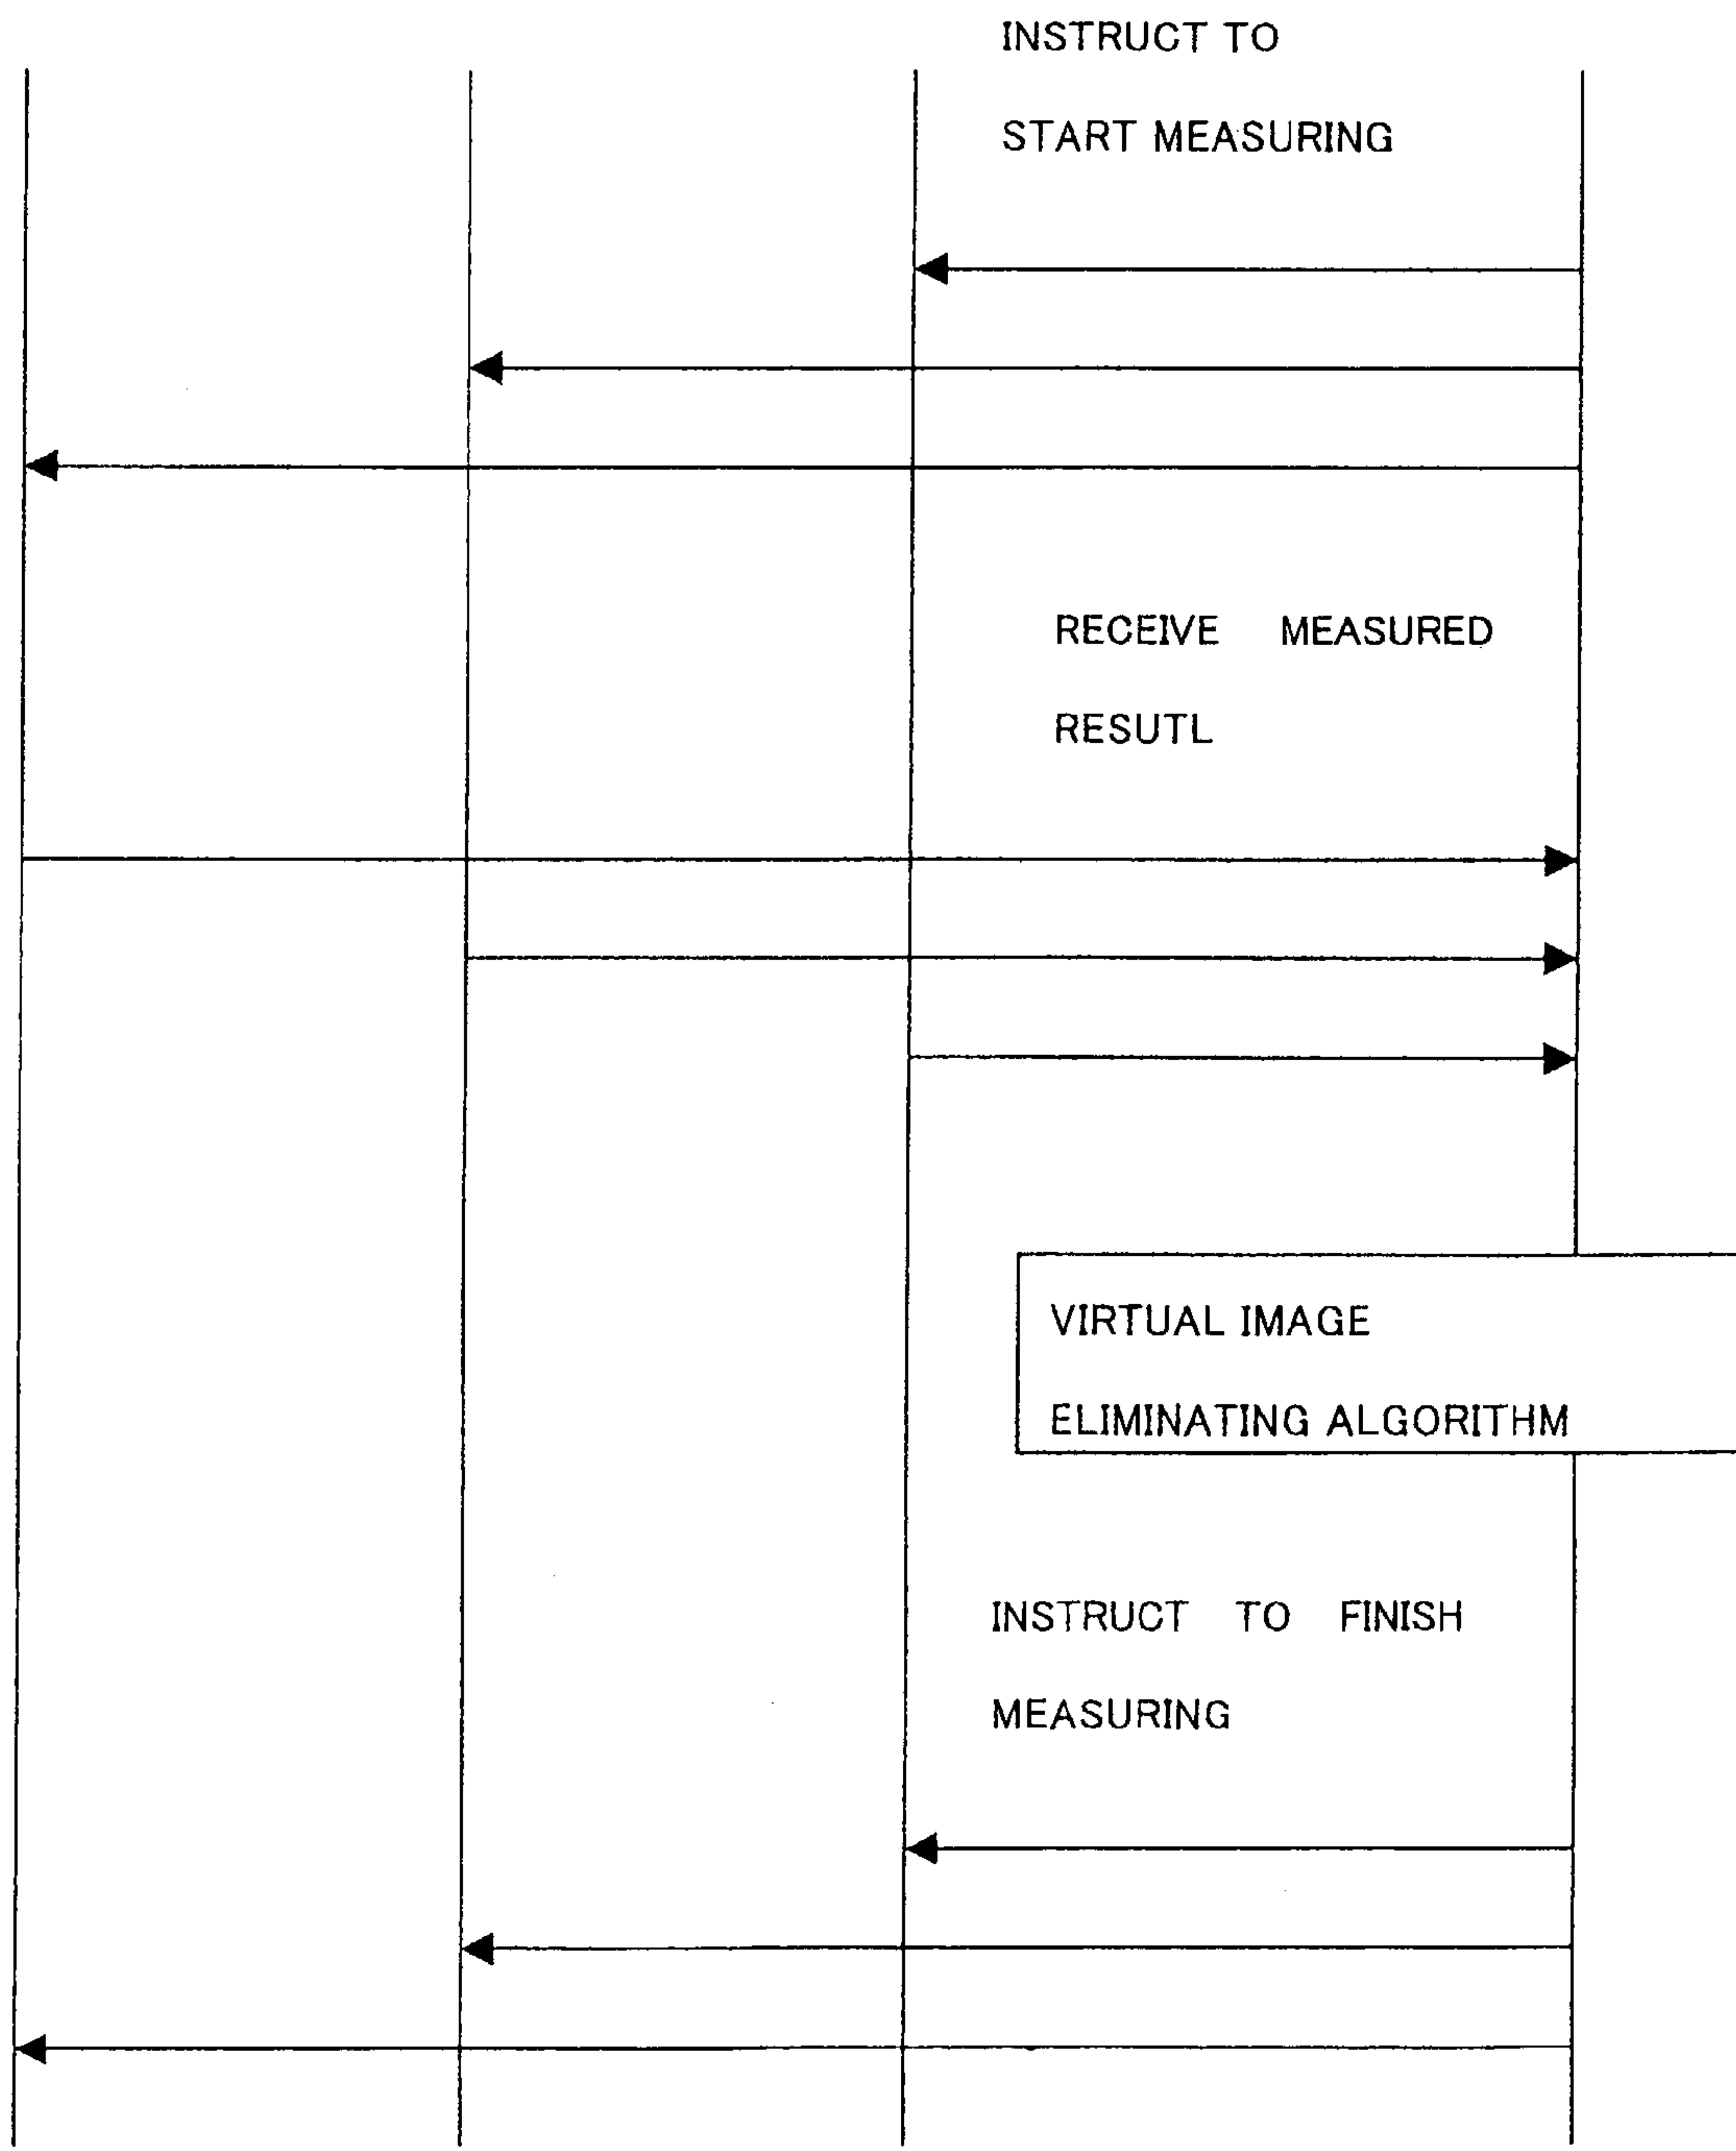 INSTRUCT TO
START MEASURING
RECEIVE MEASURED
RESUTL
VIRTUAL IMAGE
ELIMINATING ALGORITHM
INSTRUCT TO FINISH
MEASURING